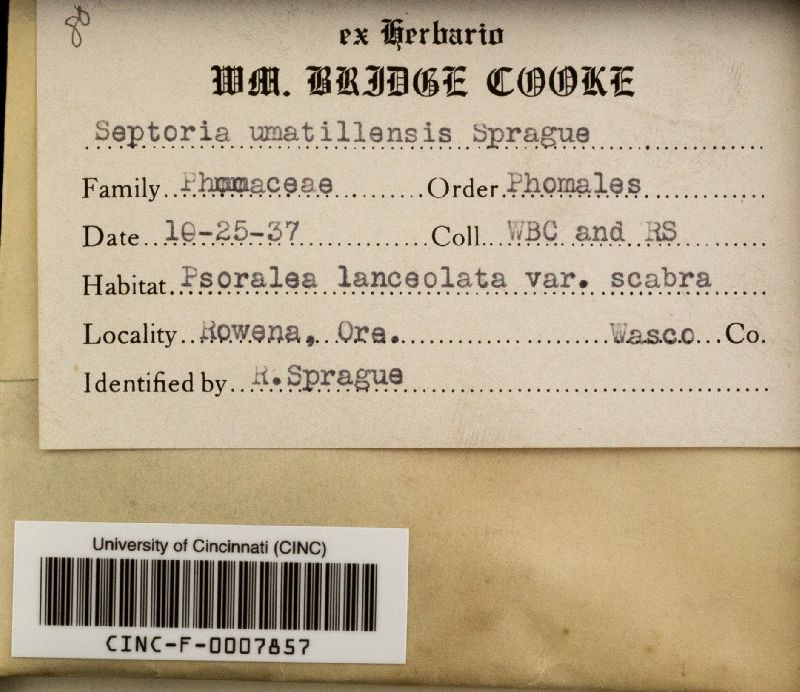 ex Herbario
WM. BRIDGE COOKE
Septoria umatillensis Sprague
Family Phomaceae Order Phomales
Date 10-25-37 Coll. WBC and RS
Habitat Psoralea lanceolata var. scabra
Locality Rowena, Ore. Wasco Co.
Identified by R. Sprague
University of Cincinnati (CINC)
CINC-F-0007857